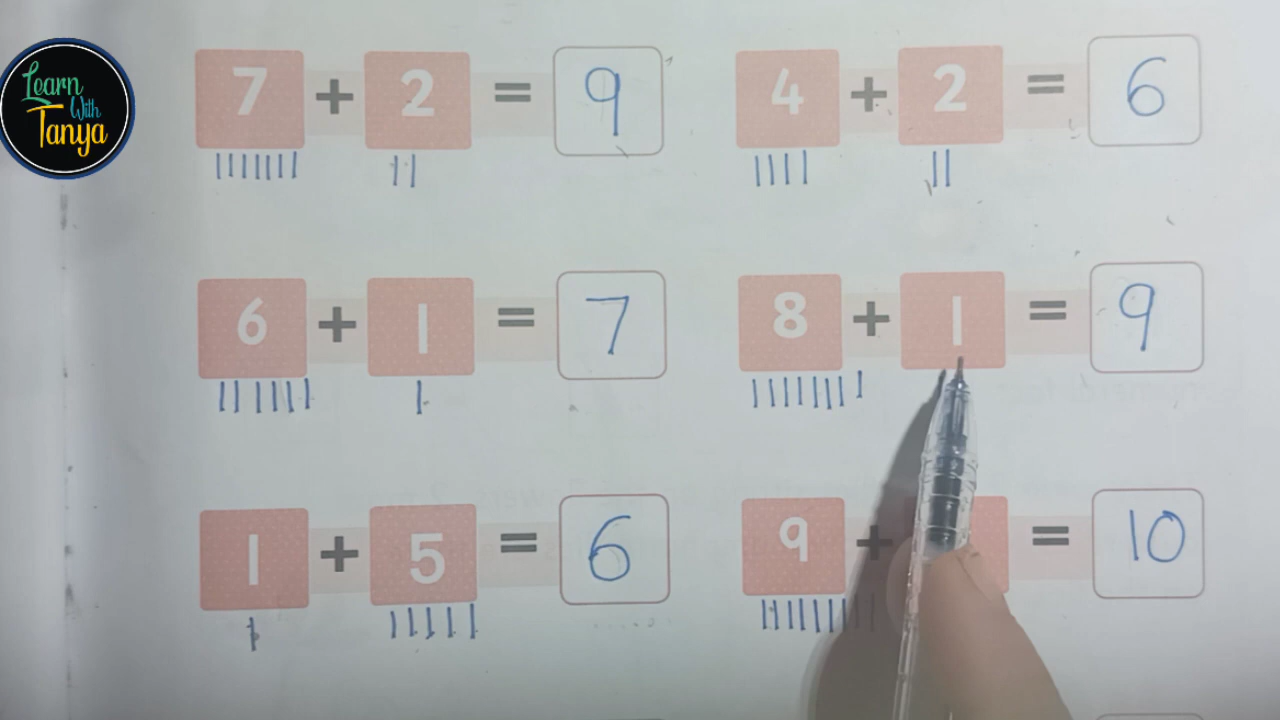 Learn
With
Tanya
7 + 2 = 9
4 + 2 = 6
6 + 1 = 7
8 + 1 = 9
1 + 5 = 6
9 + = 10